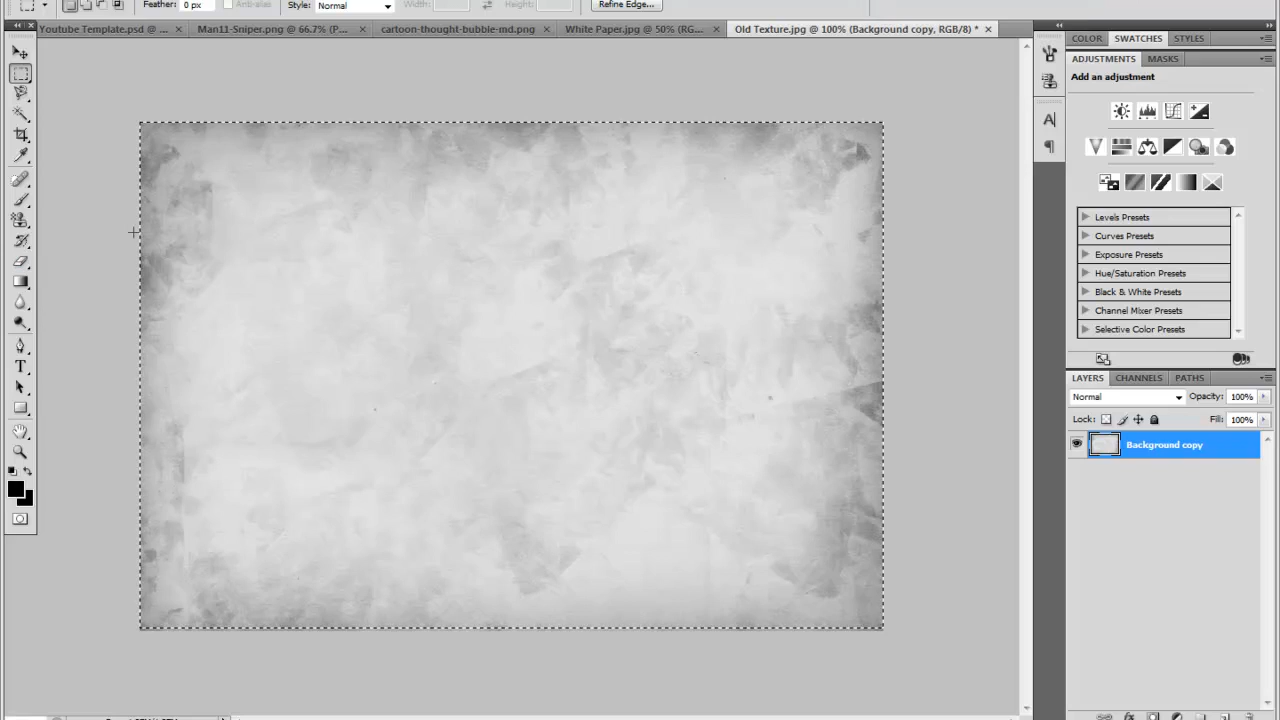 Feather: 0 px Anti-alias Style: Normal Width: Height: Refine Edge...
Youtube Template.psd @ ... Man11-Sniper.png @ 66.7% (P... cartoon-thought-bubble-md.png White Paper.jpg @ 50% (RG... Old Texture.jpg @ 100% (Background copy, RGB/8) *
COLOR SWATCHES STYLES
ADJUSTMENTS MASKS
Add an adjustment
Levels Presets
Curves Presets
Exposure Presets
Hue/Saturation Presets
Black & White Presets
Channel Mixer Presets
Selective Color Presets
LAYERS CHANNELS PATHS
Normal Opacity: 100%
Lock: Fill: 100%
Background copy